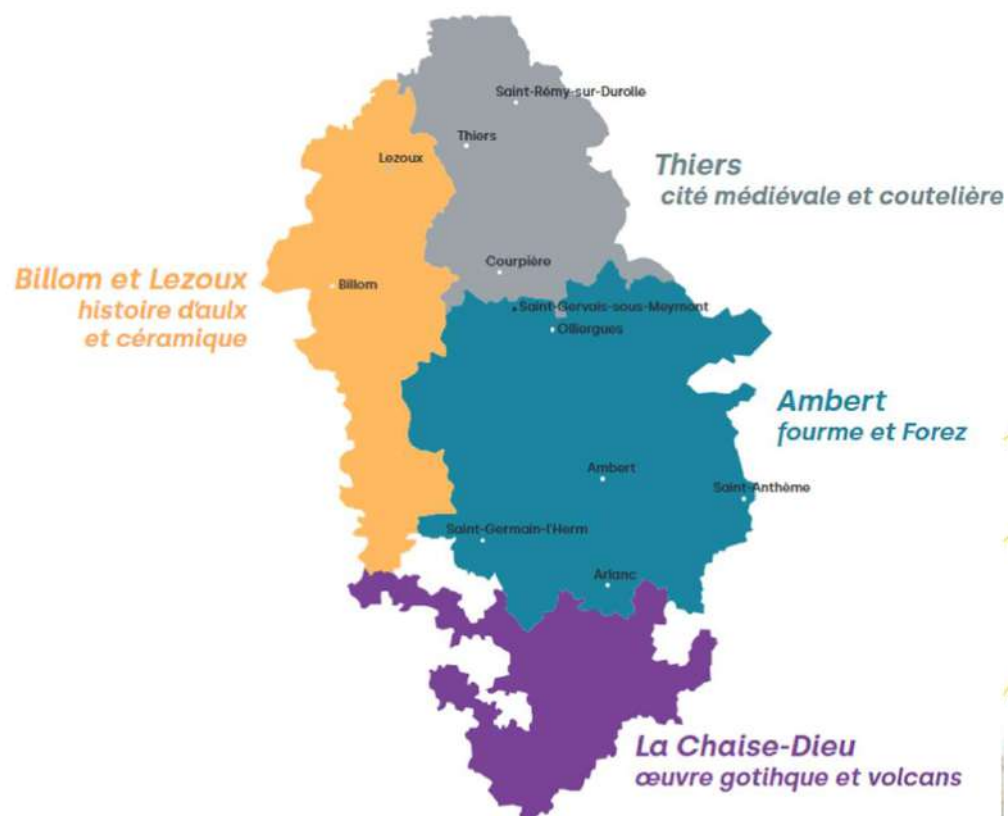 Saint-Rémy-sur-Durolle
Thiers
Lezoux
Thiers
cité médiévale et coutelière
Courpière
Billom et Lezoux
histoire d'aulx
et céramique
Billom
Saint-Gervais-sous-Meymont
Olliergues
Ambert
fourme et Forez
Ambert
Saint-Anthème
Saint-Germain-l'Herm
Arlanc
La Chaise-Dieu
œuvre gotihque et volcans